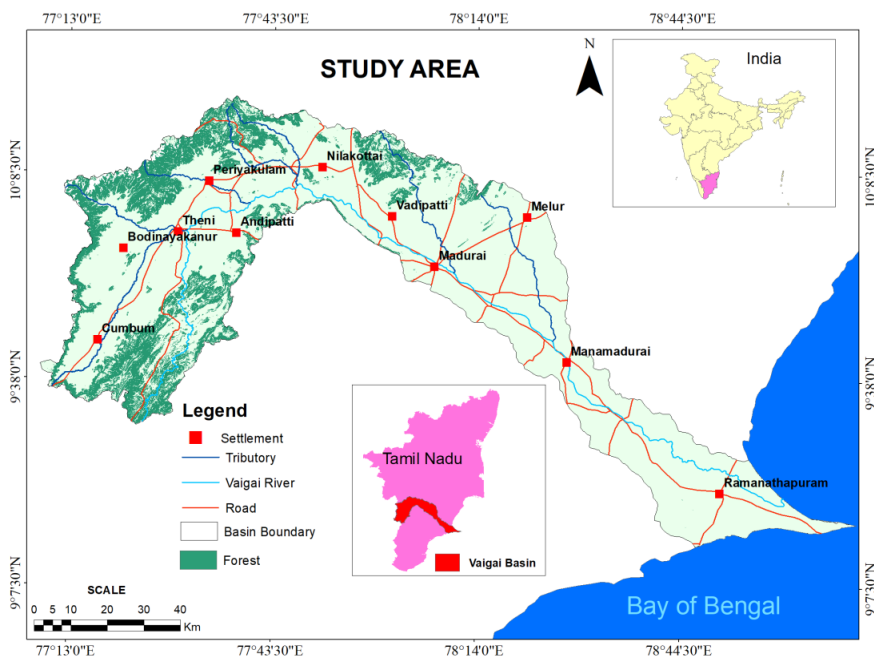 77°13'0"E 77°43'30"E 78°14'0"E 78°44'30"E
STUDY AREA
N
India
10°8'30"N
10°8'30"N
Nilakottai
Periyakulam
Vadipatti
Melur
Theni
Andipatti
Bodinayakanur
Madurai
Cumbum
Manamadurai
9°38'0"N
9°38'0"N
Legend
Settlement
Tributory
Vaigai River
Road
Basin Boundary
Forest
Tamil Nadu
Vaigai Basin
Ramanathapuram
9°7'30"N
9°7'30"N
SCALE
0 5 10 20 30 40
Km
Bay of Bengal
77°13'0"E 77°43'30"E 78°14'0"E 78°44'30"E